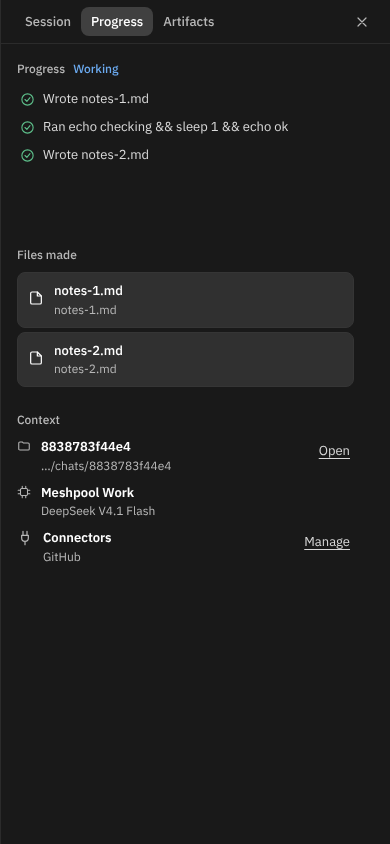 Session Progress Artifacts
Progress Working
Wrote notes-1.md
Ran echo checking && sleep 1 && echo ok
Wrote notes-2.md
Files made
notes-1.md
notes-1.md
notes-2.md
notes-2.md
Context
8838783f44e4
.../chats/8838783f44e4
Open
Meshpool Work
DeepSeek V4.1 Flash
Connectors
GitHub
Manage